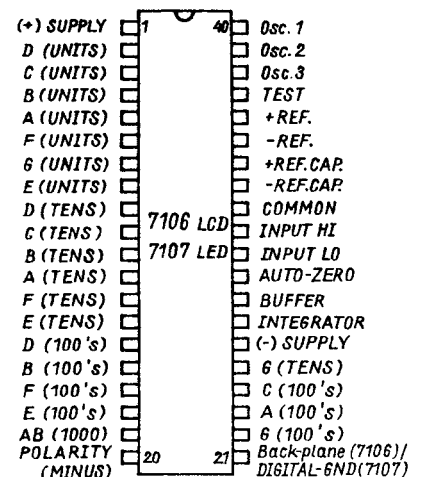 (+) SUPPLY 1 40 Osc. 1
D (UNITS) Osc. 2
C (UNITS) Osc. 3
B (UNITS) TEST
A (UNITS) +REF.
F (UNITS) -REF.
G (UNITS) +REF.CAP.
E (UNITS) -REF.CAP.
D (TENS) COMMON
C (TENS) 7106 LCD INPUT HI
B (TENS) 7107 LED INPUT LO
A (TENS) AUTO-ZERO
F (TENS) BUFFER
E (TENS) INTEGRATOR
D (100's) (-) SUPPLY
B (100's) G (TENS)
F (100's) C (100's)
E (100's) A (100's)
AB (1000) G (100's)
POLARITY 20 21 Back-plane (7106)/
(MINUS) DIGITAL-GND (7107)